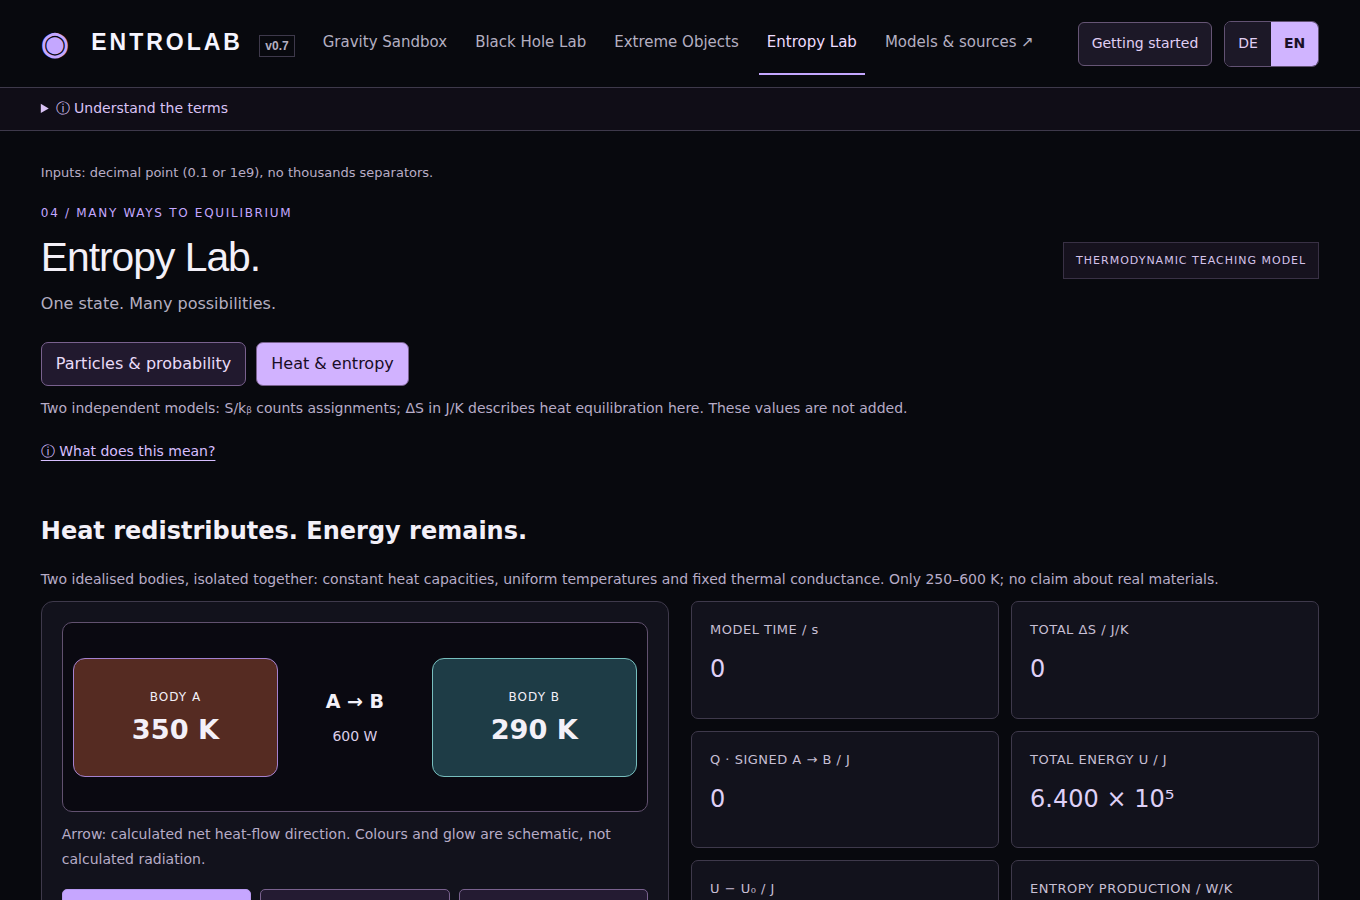 ENTROLAB v0.7 Gravity Sandbox Black Hole Lab Extreme Objects Entropy Lab Models & sources ↗ Getting started DE EN
▶ ⓘ Understand the terms
Inputs: decimal point (0.1 or 1e9), no thousands separators.
04 / MANY WAYS TO EQUILIBRIUM
Entropy Lab.
THERMODYNAMIC TEACHING MODEL
One state. Many possibilities.
Particles & probability Heat & entropy
Two independent models: S/kᵦ counts assignments; ΔS in J/K describes heat equilibration here. These values are not added.
ⓘ What does this mean?
Heat redistributes. Energy remains.
Two idealised bodies, isolated together: constant heat capacities, uniform temperatures and fixed thermal conductance. Only 250–600 K; no claim about real materials.
BODY A
350 K
A → B
600 W
BODY B
290 K
Arrow: calculated net heat-flow direction. Colours and glow are schematic, not
calculated radiation.
MODEL TIME / s
0
TOTAL ΔS / J/K
0
Q · SIGNED A → B / J
0
TOTAL ENERGY U / J
6.400 × 10⁵
U − U₀ / J
ENTROPY PRODUCTION / W/K